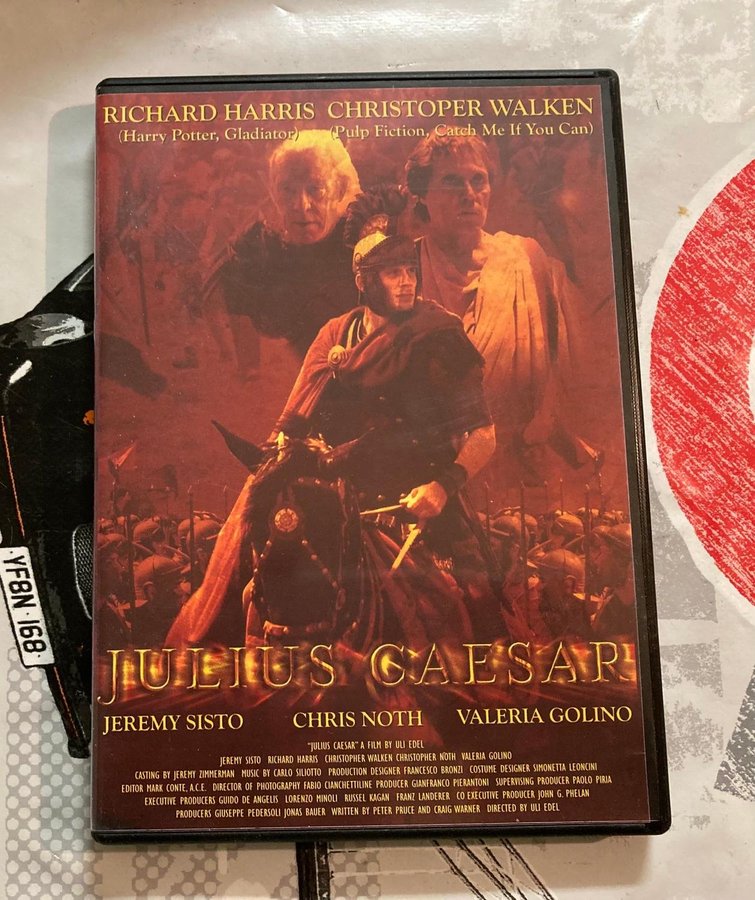 RICHARD HARRIS CHRISTOPER WALKEN
(Harry Potter, Gladiator) (Pulp Fiction, Catch Me If You Can)
JULIUS CAESAR
JEREMY SISTO CHRIS NOTH VALERIA GOLINO
"JULIUS CAESAR" A FILM BY ULI EDEL
JEREMY SISTO RICHARD HARRIS CHRISTOPHER WALKEN CHRISTOPHER NOTH VALERIA GOLINO
CASTING BY JEREMY ZIMMERMAN MUSIC BY CARLO SILIOTTO PRODUCTION DESIGNER FRANCESCO BRONZI COSTUME DESIGNER SIMONETTA LEONCINI
EDITOR MARK CONTE, A.C.E. DIRECTOR OF PHOTOGRAPHY FABIO CIANCHETTILINE PRODUCER GIANFRANCO PIERANTONI SUPERVISING PRODUCER PAOLO PIRIA
EXECUTIVE PRODUCERS GUIDO DE ANGELIS LORENZO MINOLI RUSSEL KAGAN FRANZ LANDERER CO EXECUTIVE PRODUCER JOHN G. PHELAN
PRODUCERS GIUSEPPE PEDERSOLI JONAS BAUER WRITTEN BY PETER PRUCE AND CRAIG WARNER DIRECTED BY ULI EDEL
YF8N·168·